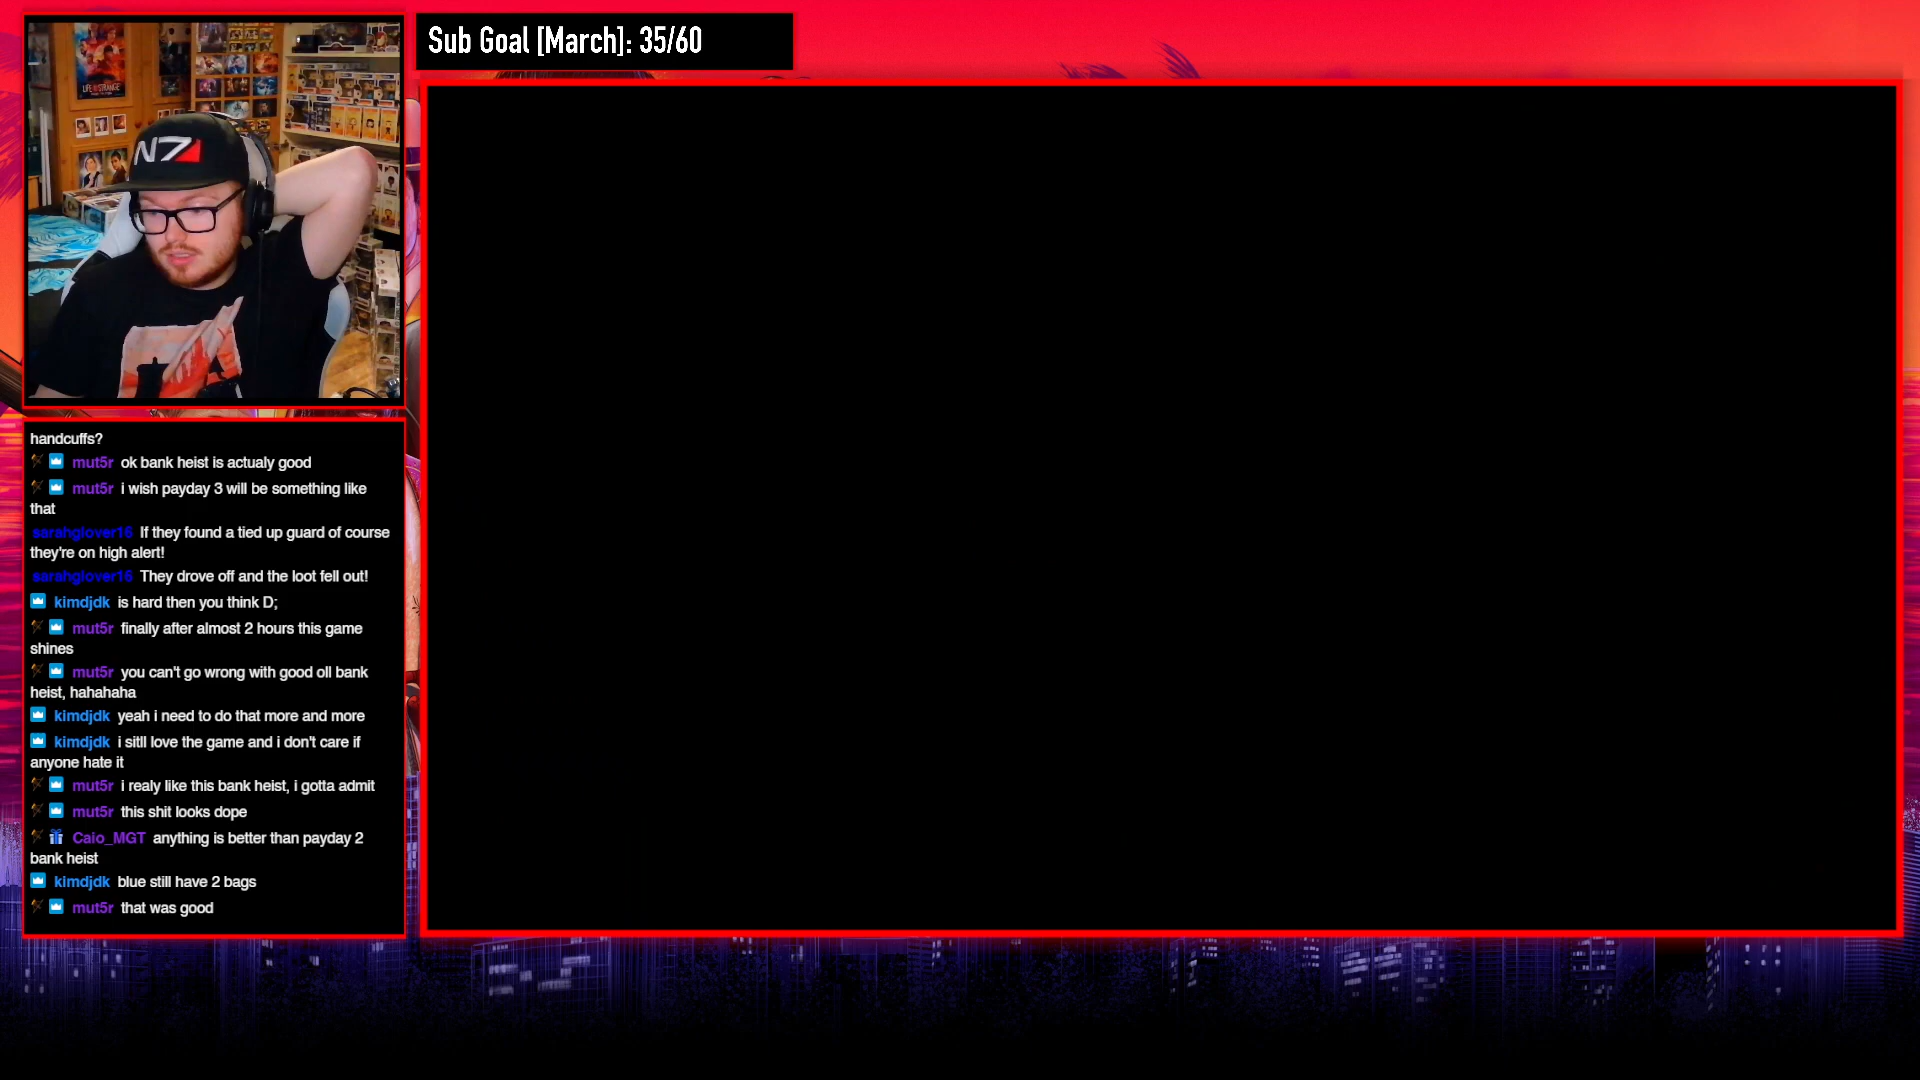 Sub Goal [March]: 35/60
LIFE IS STRANGE
N7
handcuffs?
mut5r ok bank heist is actualy good
mut5r i wish payday 3 will be something like
that
sarahglover16 If they found a tied up guard of course
they're on high alert!
sarahglover16 They drove off and the loot fell out!
kimdjdk is hard then you think D;
mut5r finally after almost 2 hours this game
shines
mut5r you can't go wrong with good oll bank
heist, hahahaha
kimdjdk yeah i need to do that more and more
kimdjdk i sitll love the game and i don't care if
anyone hate it
mut5r i realy like this bank heist, i gotta admit
mut5r this shit looks dope
Caio_MGT anything is better than payday 2
bank heist
kimdjdk blue still have 2 bags
mut5r that was good